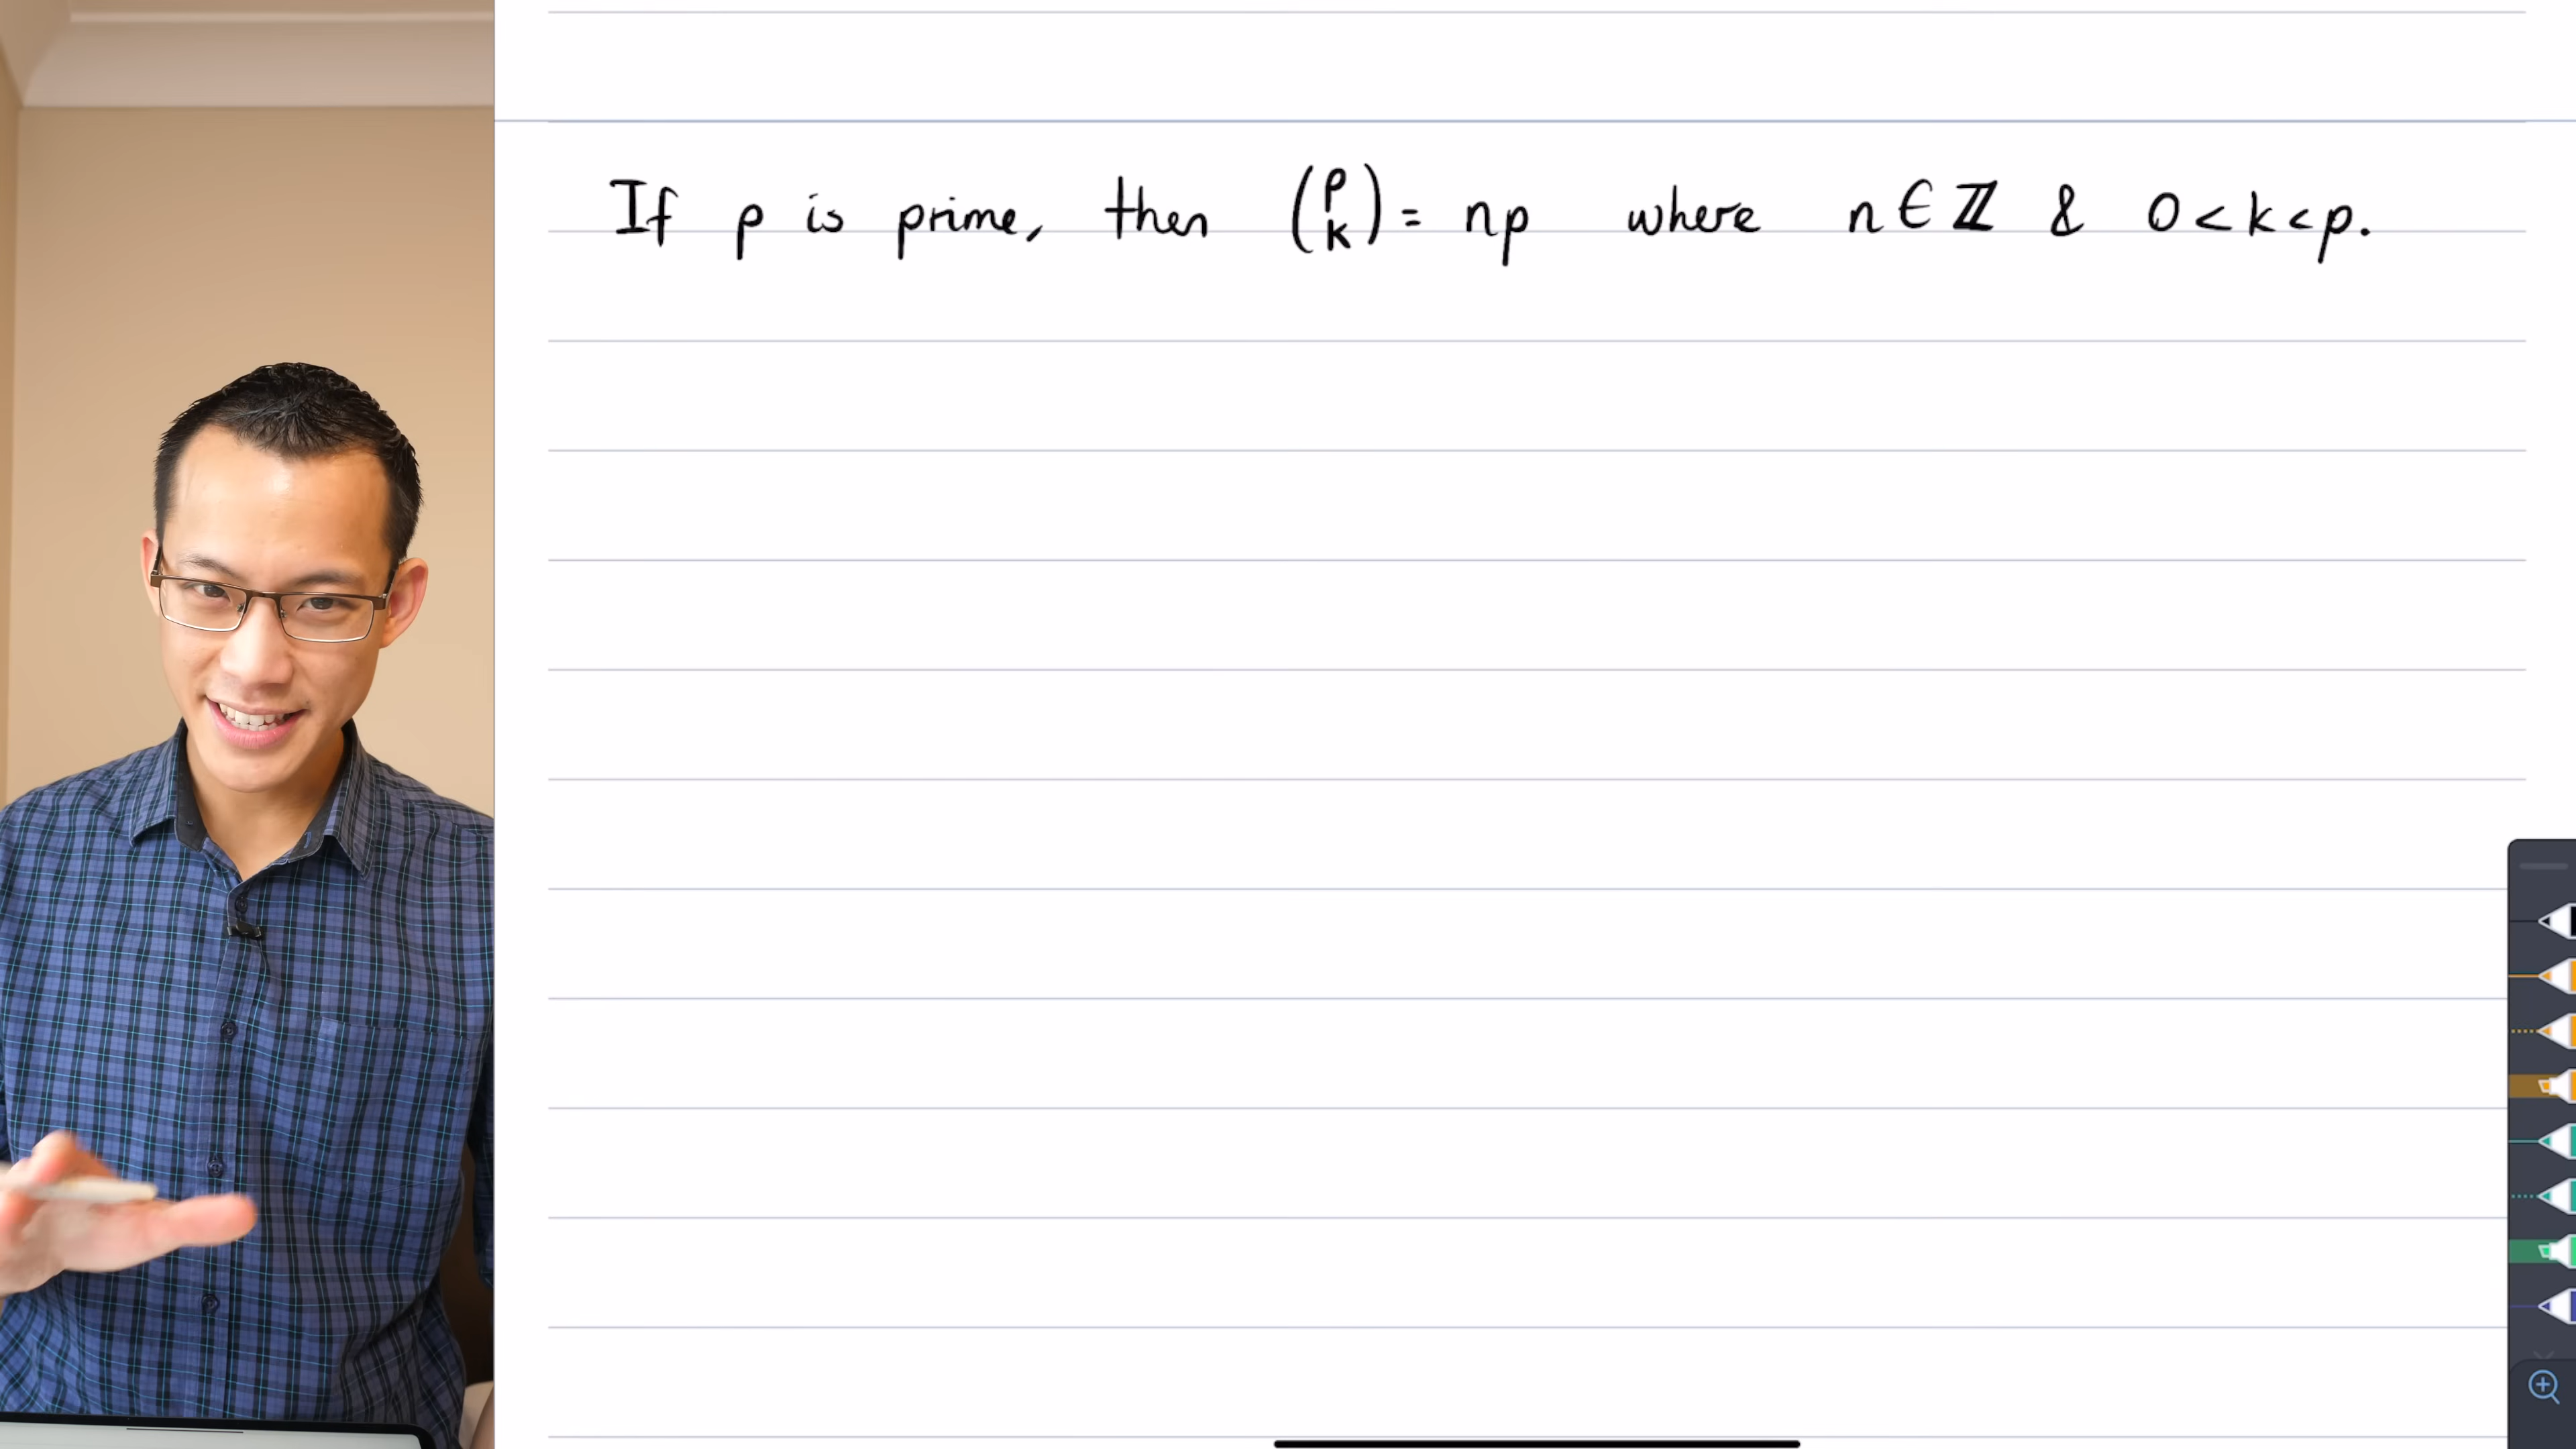 If p is prime, then (p k) = np where n ∈ ℤ & 0 < k < p.